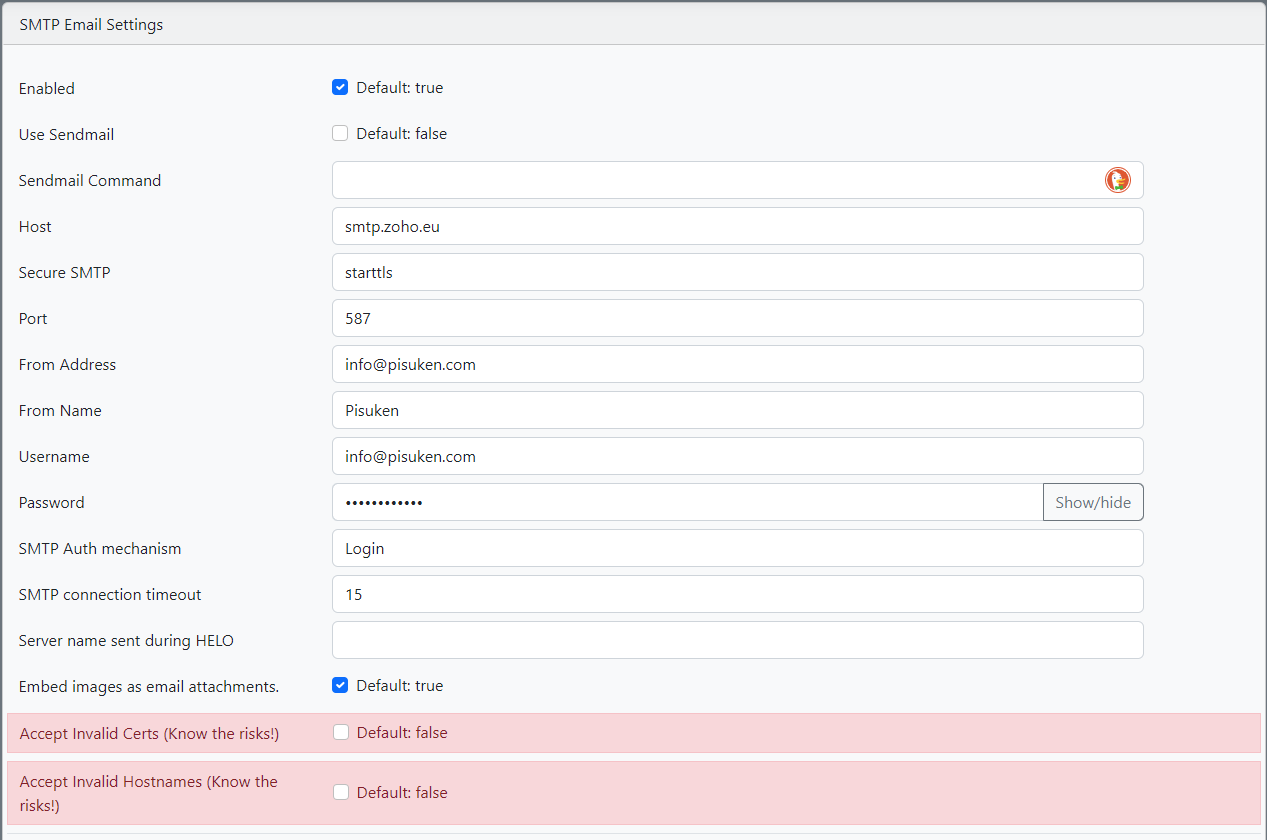 SMTP Email Settings
Enabled
Default: true
Use Sendmail
Default: false
Sendmail Command
Host
smtp.zoho.eu
Secure SMTP
starttls
Port
587
From Address
info@pisuken.com
From Name
Pisuken
Username
info@pisuken.com
Password
••••••••••••
Show/hide
SMTP Auth mechanism
Login
SMTP connection timeout
15
Server name sent during HELO
Embed images as email attachments.
Default: true
Accept Invalid Certs (Know the risks!)
Default: false
Accept Invalid Hostnames (Know the
risks!)
Default: false